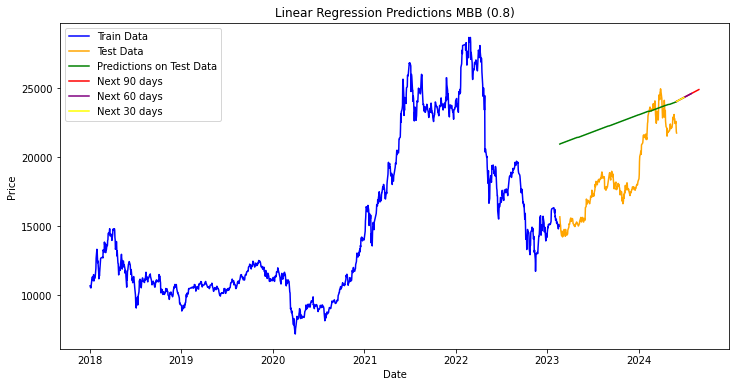 Linear Regression Predictions MBB (0.8)
Train Data
Test Data
Predictions on Test Data
Next 90 days
Next 60 days
Next 30 days
Price
25000
20000
15000
10000
2018 2019 2020 2021 2022 2023 2024
Date